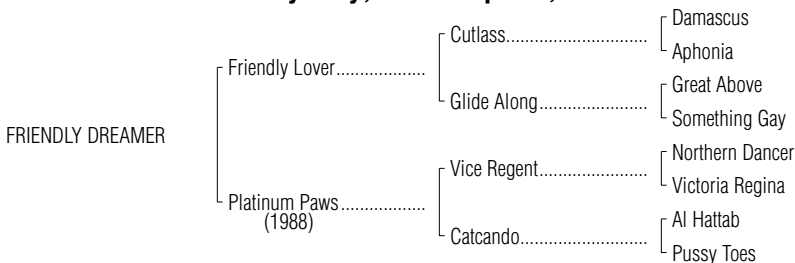 Damascus
Cutlass..................................
Aphonia
Friendly Lover...................
Great Above
Glide Along..........................
Something Gay
FRIENDLY DREAMER
Northern Dancer
Vice Regent..........................
Victoria Regina
Platinum Paws..................
(1988)
Al Hattab
Catcando..............................
Pussy Toes